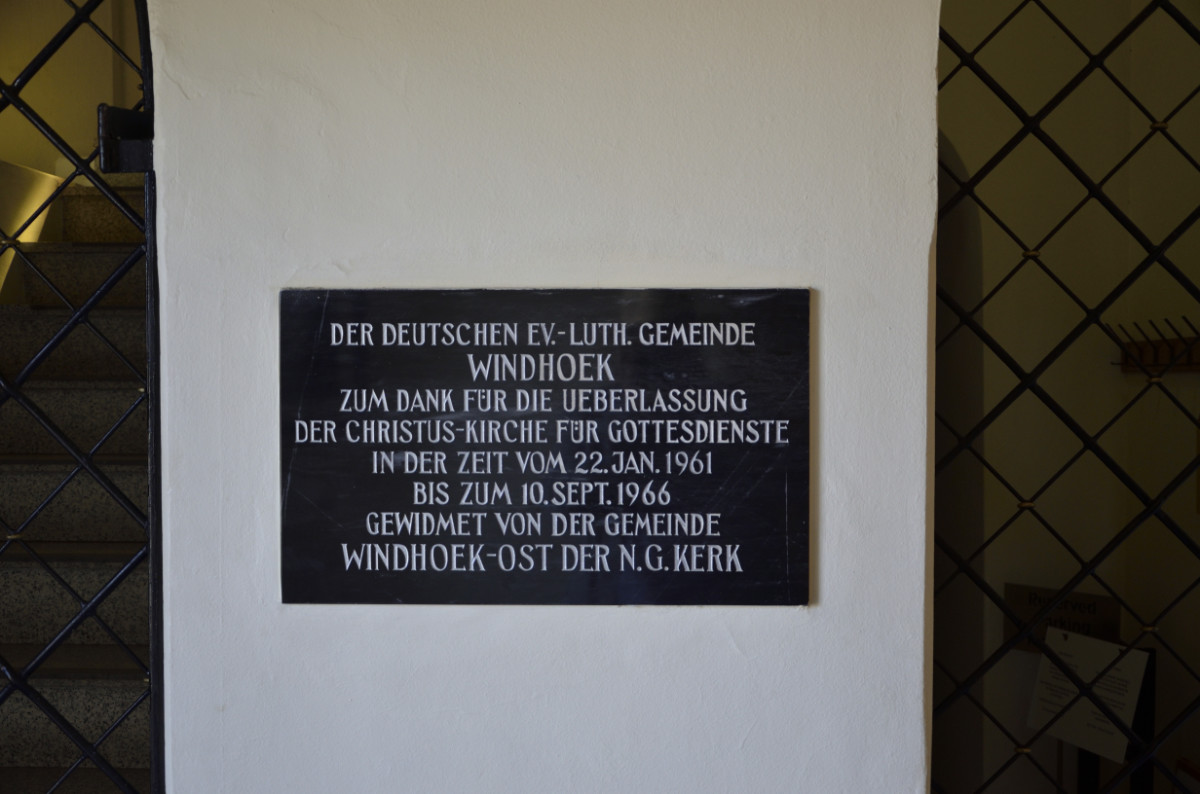 DER DEUTSCHEN EV.-LUTH. GEMEINDE
WINDHOEK
ZUM DANK FÜR DIE UEBERLASSUNG
DER CHRISTUS-KIRCHE FÜR GOTTESDIENSTE
IN DER ZEIT VOM 22. JAN. 1961
BIS ZUM 10. SEPT. 1966
GEWIDMET VON DER GEMEINDE
WINDHOEK-OST DER N.G. KERK
Reserved